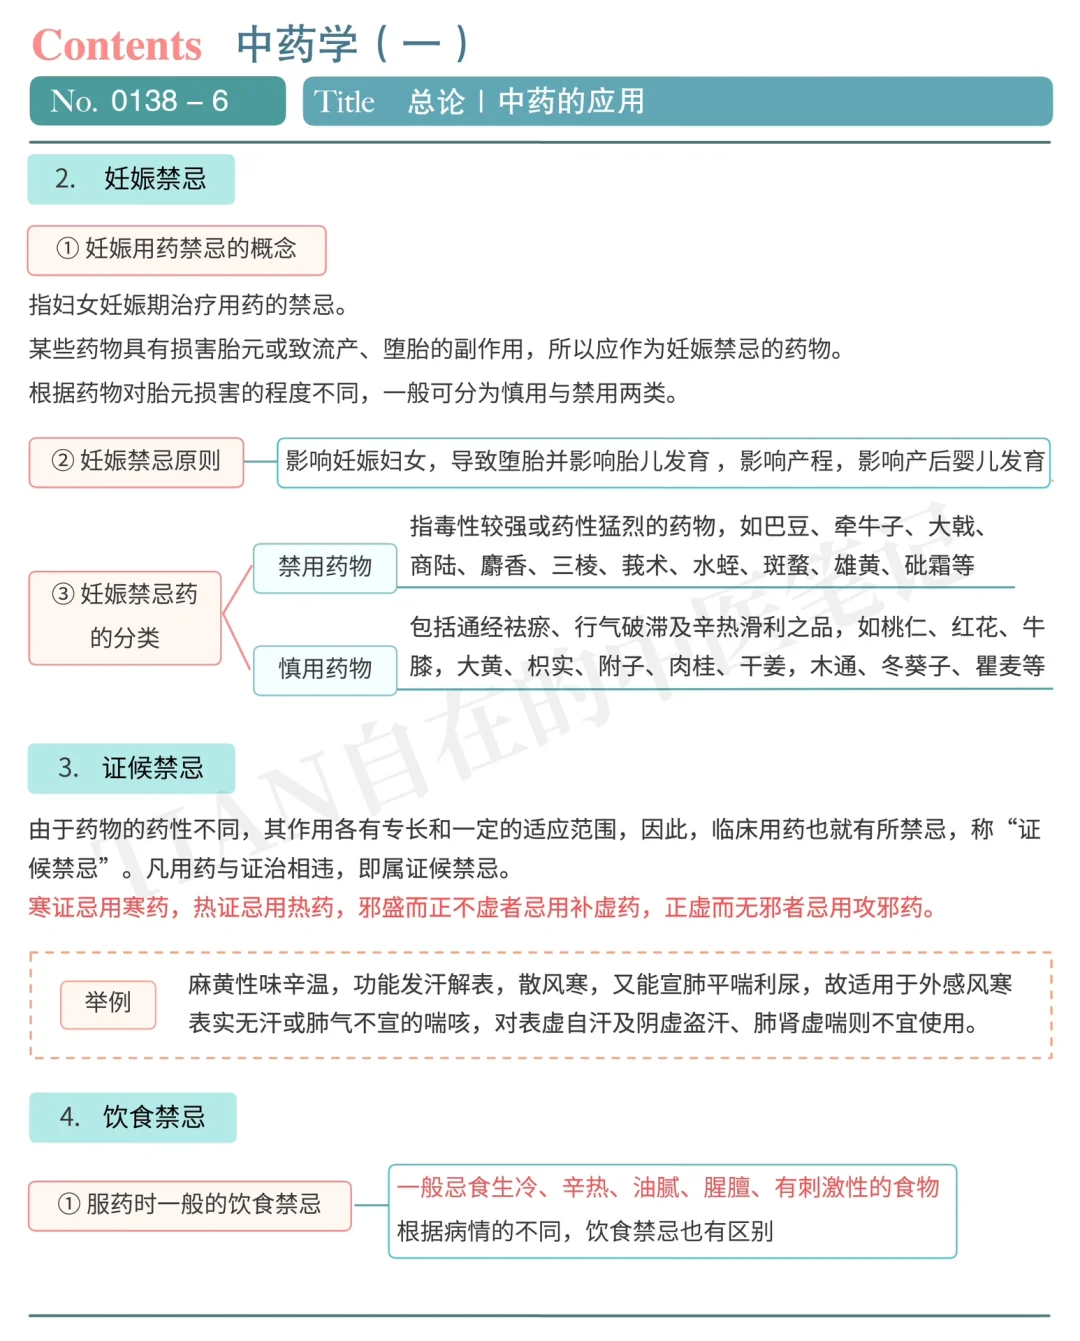 Contents 中药学（一）
No. 0138 – 6
Title 总论 | 中药的应用
2. 妊娠禁忌
① 妊娠用药禁忌的概念
指妇女妊娠期治疗用药的禁忌。
某些药物具有损害胎元或致流产、堕胎的副作用，所以应作为妊娠禁忌的药物。
根据药物对胎元损害的程度不同，一般可分为慎用与禁用两类。
② 妊娠禁忌原则
影响妊娠妇女，导致堕胎并影响胎儿发育 ，影响产程，影响产后婴儿发育
③ 妊娠禁忌药
的分类
禁用药物
指毒性较强或药性猛烈的药物，如巴豆、牵牛子、大戟、
商陆、麝香、三棱、莪术、水蛭、斑蝥、雄黄、砒霜等
慎用药物
包括通经祛瘀、行气破滞及辛热滑利之品，如桃仁、红花、牛
膝，大黄、枳实、附子、肉桂、干姜，木通、冬葵子、瞿麦等
3. 证候禁忌
由于药物的药性不同，其作用各有专长和一定的适应范围，因此，临床用药也就有所禁忌，称“证
候禁忌”。凡用药与证治相违，即属证候禁忌。
寒证忌用寒药，热证忌用热药，邪盛而正不虚者忌用补虚药，正虚而无邪者忌用攻邪药。
举例
麻黄性味辛温，功能发汗解表，散风寒，又能宣肺平喘利尿，故适用于外感风寒
表实无汗或肺气不宣的喘咳，对表虚自汗及阴虚盗汗、肺肾虚喘则不宜使用。
4. 饮食禁忌
① 服药时一般的饮食禁忌
一般忌食生冷、辛热、油腻、腥膻、有刺激性的食物
根据病情的不同，饮食禁忌也有区别
TIAN自在的中医笔记